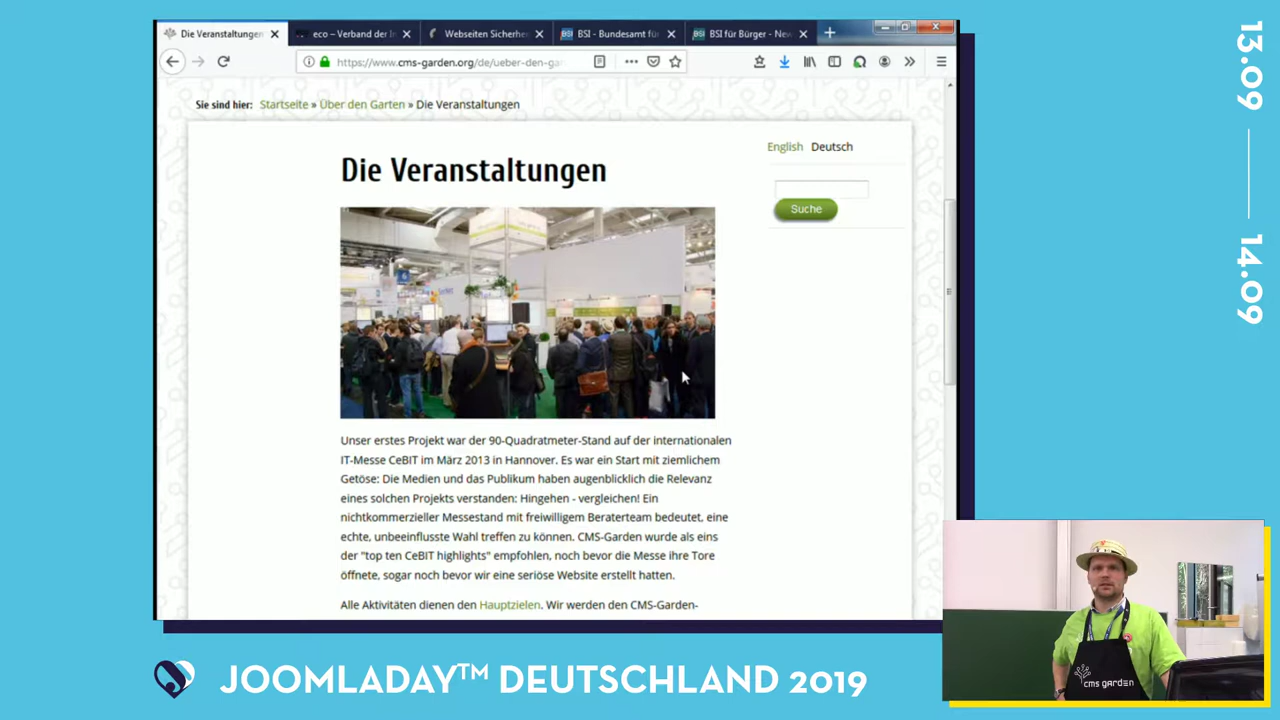 Die Veranstaltungen
eco – Verband der In
Webseiten Sicherhe
BSI - Bundesamt fü
BSI für Bürger - New
https://www.cms-garden.org/de/ueber-den-ga
Sie sind hier: Startseite » Über den Garten » Die Veranstaltungen
English Deutsch
Suche
Die Veranstaltungen
Unser erstes Projekt war der 90-Quadratmeter-Stand auf der internationalen
IT-Messe CeBIT im März 2013 in Hannover. Es war ein Start mit ziemlichem
Getöse: Die Medien und das Publikum haben augenblicklich die Relevanz
eines solchen Projekts verstanden: Hingehen - vergleichen! Ein
nichtkommerzieller Messestand mit freiwilligem Beraterteam bedeutet, eine
echte, unbeeinflusste Wahl treffen zu können. CMS-Garden wurde als eins
der "top ten CeBIT highlights" empfohlen, noch bevor die Messe ihre Tore
öffnete, sogar noch bevor wir eine seriöse Website erstellt hatten.
Alle Aktivitäten dienen den Hauptzielen. Wir werden den CMS-Garden-
13.09
14.09
cms garden
JOOMLADAY™ DEUTSCHLAND 2019